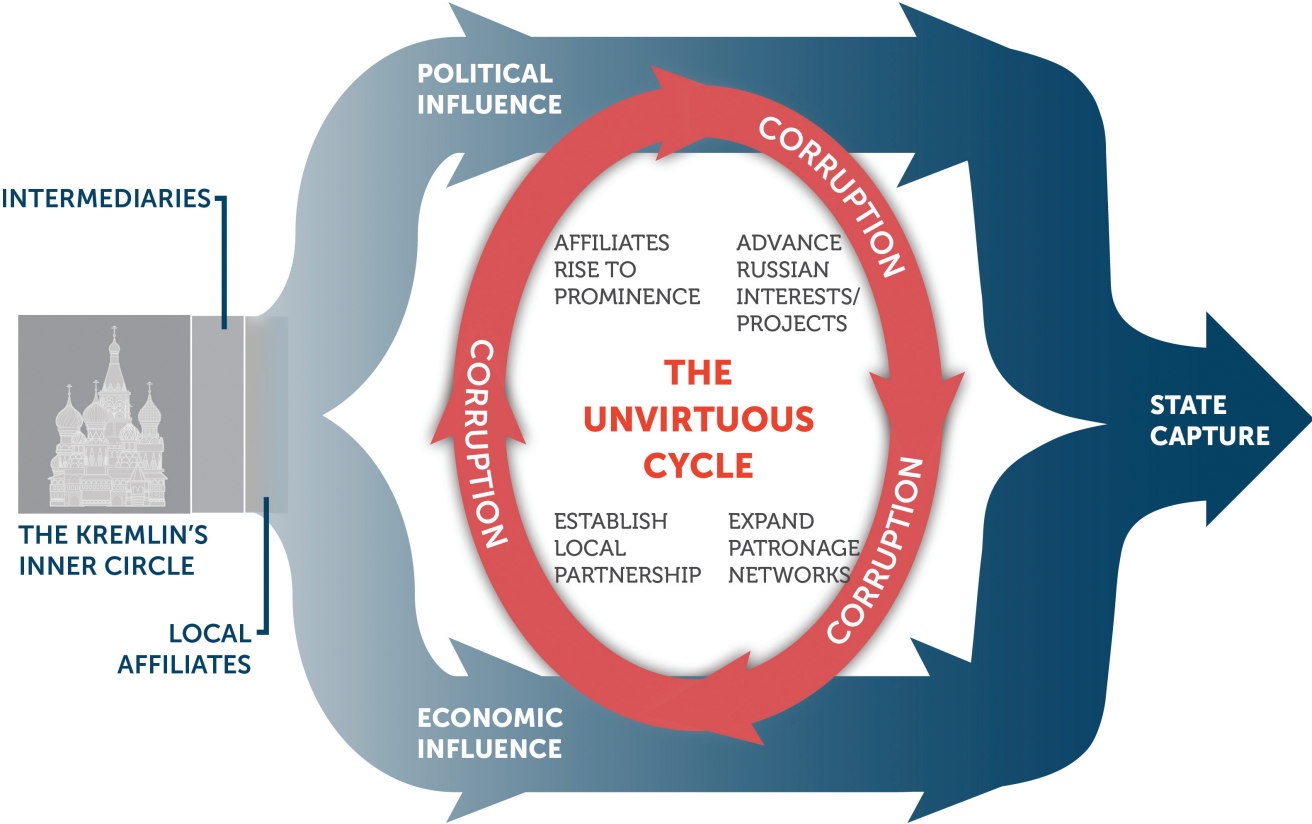 POLITICAL
INFLUENCE
CORRUPTION
INTERMEDIARIES
AFFILIATES
RISE TO
PROMINENCE
ADVANCE
RUSSIAN
INTERESTS/
PROJECTS
CORRUPTION
THE
UNVIRTUOUS
CYCLE
STATE
CAPTURE
THE KREMLIN'S
INNER CIRCLE
ESTABLISH
LOCAL
PARTNERSHIP
EXPAND
PATRONAGE
NETWORKS
CORRUPTION
LOCAL
AFFILIATES
ECONOMIC
INFLUENCE